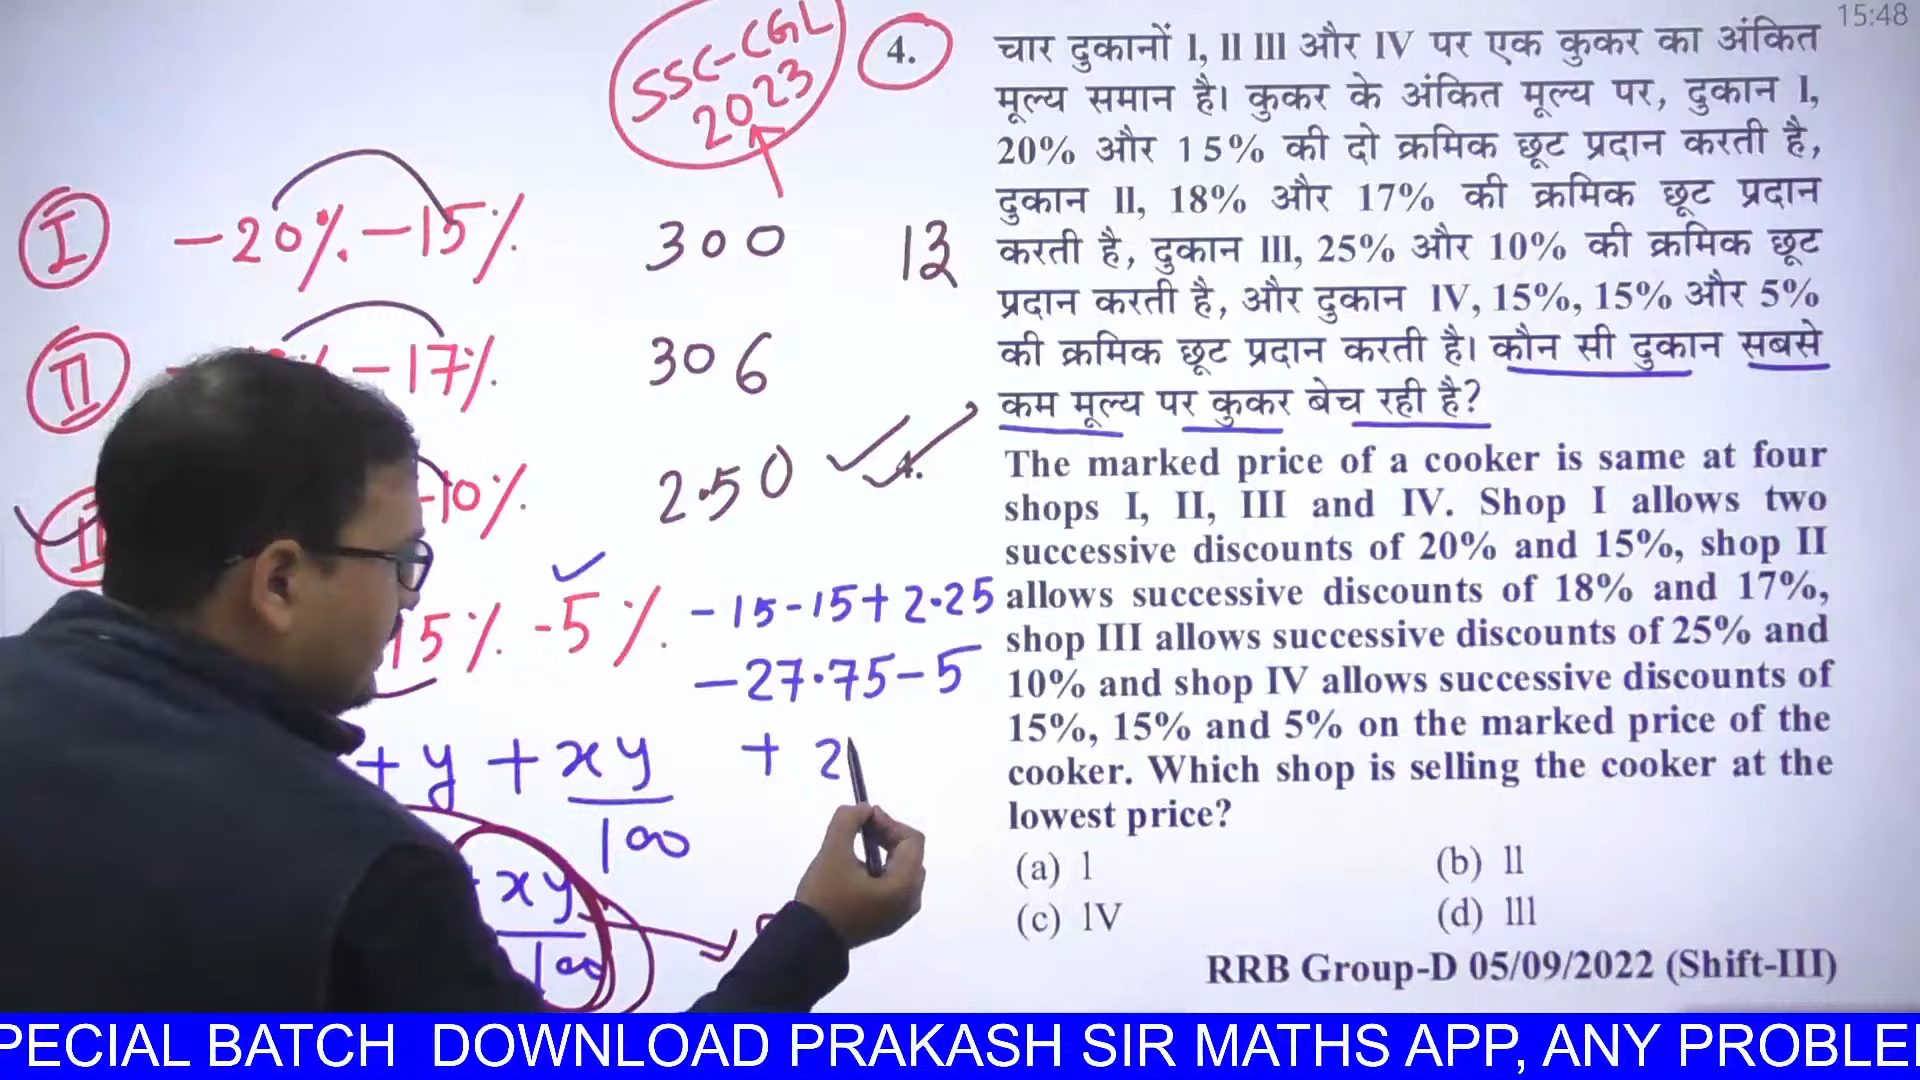 15:48
SSC-CGL
2023
4.
चार दुकानों I, II III और IV पर एक कुकर का अंकित
मूल्य समान है। कुकर के अंकित मूल्य पर, दुकान I,
20% और 15% की दो क्रमिक छूट प्रदान करती है,
दुकान II, 18% और 17% की क्रमिक छूट प्रदान
करती है, दुकान III, 25% और 10% की क्रमिक छूट
प्रदान करती है, और दुकान IV, 15%, 15% और 5%
की क्रमिक छूट प्रदान करती है। कौन सी दुकान सबसे
कम मूल्य पर कुकर बेच रही है?
4.
The marked price of a cooker is same at four
shops I, II, III and IV. Shop I allows two
successive discounts of 20% and 15%, shop II
allows successive discounts of 18% and 17%,
shop III allows successive discounts of 25% and
10% and shop IV allows successive discounts of
15%, 15% and 5% on the marked price of the
cooker. Which shop is selling the cooker at the
lowest price?
(a) I
(b) II
(c) IV
(d) III
RRB Group-D 05/09/2022 (Shift-III)
I -20% -15% 300
II -17% 306
-10% 2.50
15% -5% -15-15+2.25
-27.75-5
+ y + xy/100 + 2
xy/100
PECIAL BATCH DOWNLOAD PRAKASH SIR MATHS APP, ANY PROBLE